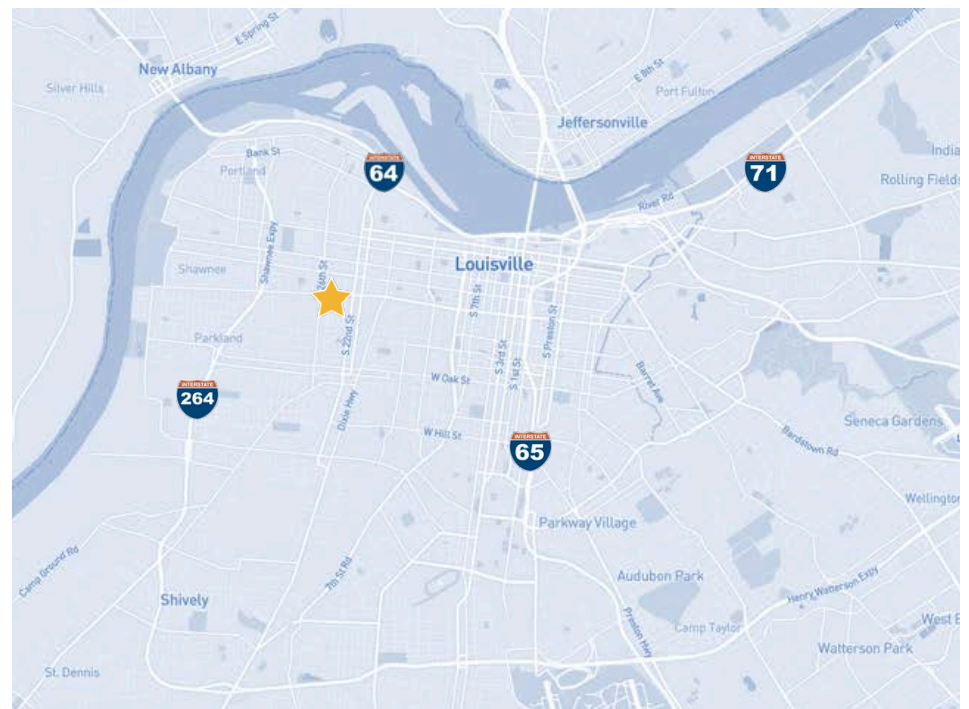 E Spring St
River R
New Albany
E 8th St
Silver Hills
Port Fulton
Jeffersonville
Bank St
India
Portland
INTERSTATE
64
INTERSTATE
71
Rolling Fields
River Rd
Shawnee Expy
Louisville
Shawnee
26th St
S 7th St
S 22nd St
S Preston St
Parkland
S 3rd St
S 1st St
W Oak St
Barret Ave
INTERSTATE
264
Dixie Hwy
Seneca Gardens
W Hill St
INTERSTATE
65
Bardstown Rd
Wellington
Parkway Village
Camp Ground Rd
7th St Rd
Audubon Park
Henry Watterson Expy
Shively
Preston Hwy
Camp Taylor
West B
Watterson Park
St. Dennis